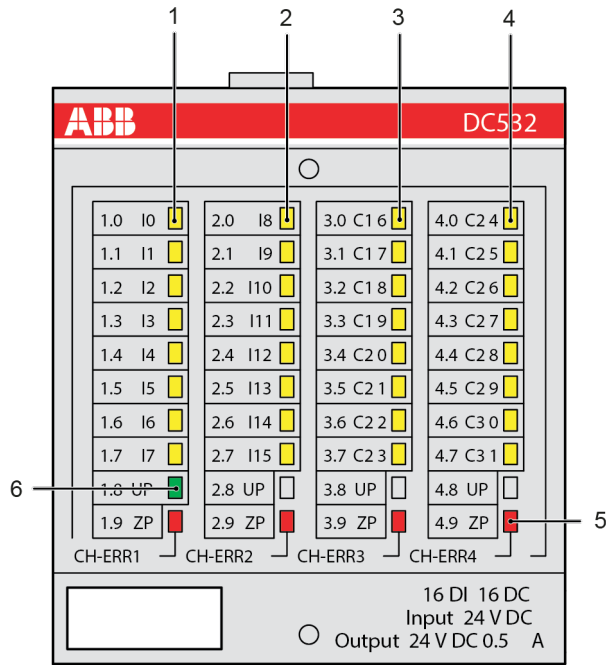 1 2 3 4
ABB DC532
1.0 I0 2.0 I8 3.0 C16 4.0 C24
1.1 I1 2.1 I9 3.1 C17 4.1 C25
1.2 I2 2.2 I10 3.2 C18 4.2 C26
1.3 I3 2.3 I11 3.3 C19 4.3 C27
1.4 I4 2.4 I12 3.4 C20 4.4 C28
1.5 I5 2.5 I13 3.5 C21 4.5 C29
1.6 I6 2.6 I14 3.6 C22 4.6 C30
1.7 I7 2.7 I15 3.7 C23 4.7 C31
6 1.8 UP 2.8 UP 3.8 UP 4.8 UP
1.9 ZP 2.9 ZP 3.9 ZP 4.9 ZP 5
CH-ERR1 CH-ERR2 CH-ERR3 CH-ERR4
16 DI 16 DC
Input 24 V DC
Output 24 V DC 0.5 A